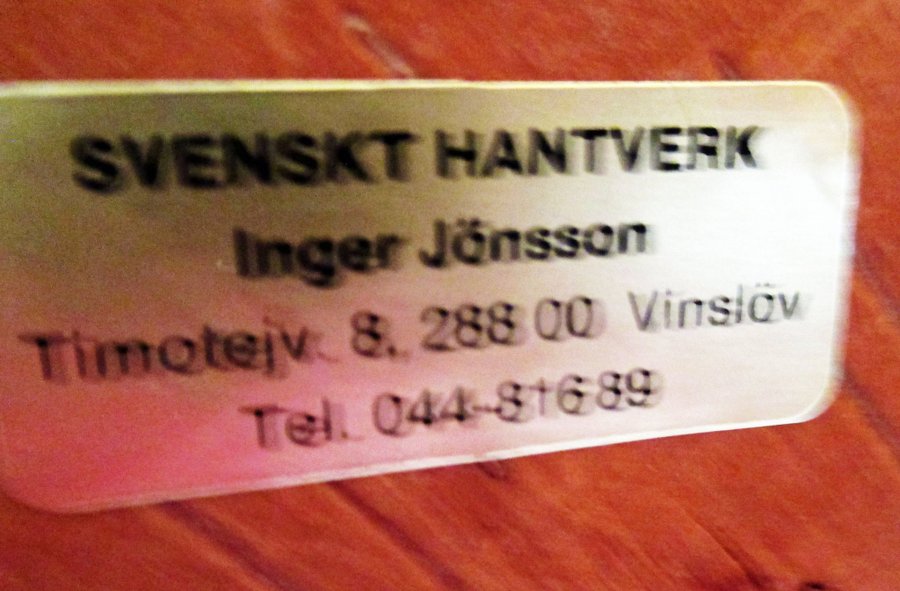 SVENSKT HANTVERK
Inger Jönsson
Timotejv. 8, 288 00 Vinslöv
Tel. 044-81689